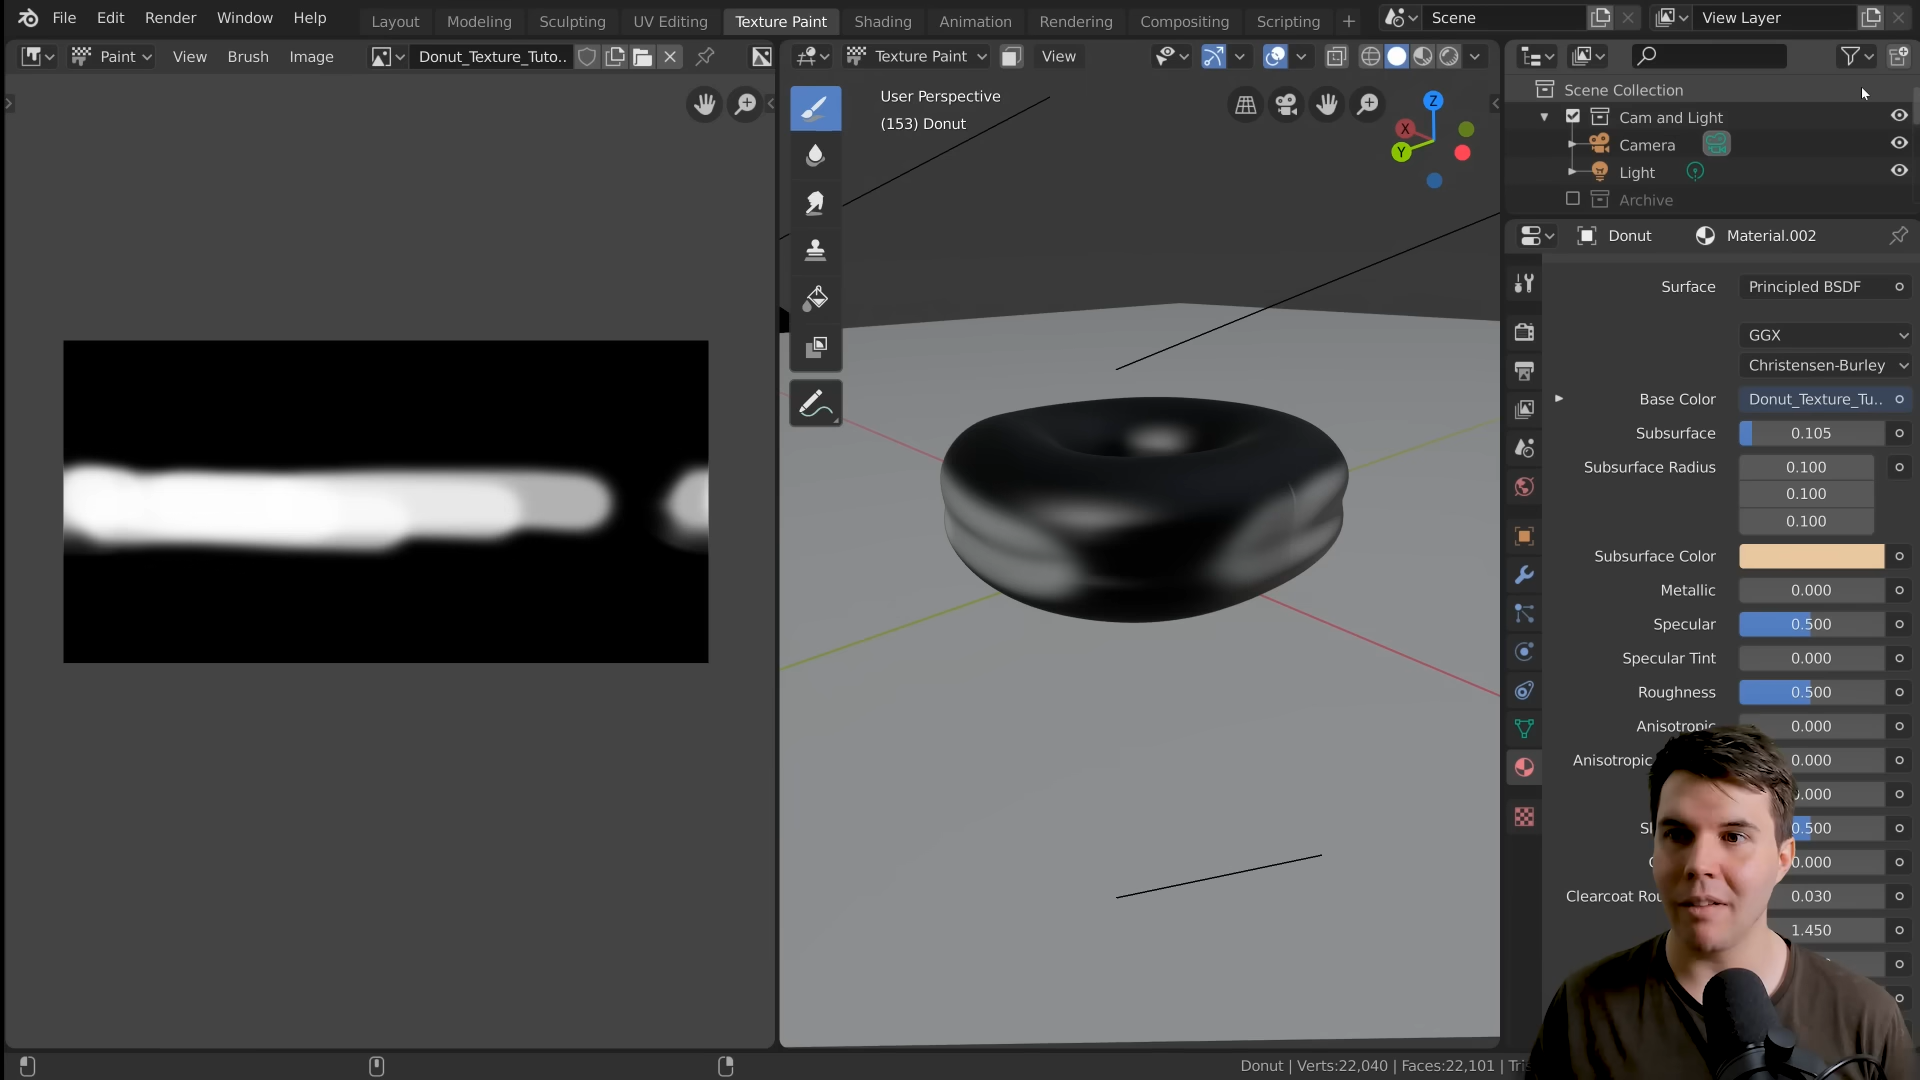 File Edit Render Window Help
Layout Modeling Sculpting UV Editing Texture Paint Shading Animation Rendering Compositing Scripting +
Scene
View Layer
Paint View Brush Image
Donut_Texture_Tuto..
Texture Paint View
User Perspective
(153) Donut
Z
X
Y
Scene Collection
Cam and Light
Camera
Light
Archive
Donut Material.002
Surface Principled BSDF
GGX
Christensen-Burley
Base Color Donut_Texture_Tu..
Subsurface 0.105
Subsurface Radius 0.100
0.100
0.100
Subsurface Color
Metallic 0.000
Specular 0.500
Specular Tint 0.000
Roughness 0.500
Anisotropic 0.000
Anisotropic 0.000
0.000
0.500
0.000
Clearcoat Rou 0.030
1.450
Donut | Verts:22,040 | Faces:22,101 | Tris